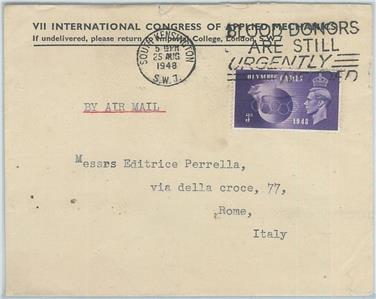 VII INTERNATIONAL CONGRESS OF APPLIED MECHANICS
If undelivered, please return to Imperial College, London, S.W.7
SOUTH KENSINGTON
5 PM
25 AUG
1948
S.W.7.
BLOOD DONORS
ARE STILL
URGENTLY
OLYMPIC GAMES
3D
1948
BY AIR MAIL
Messrs Editrice Perrella,
via della croce, 77,
Rome,
Italy